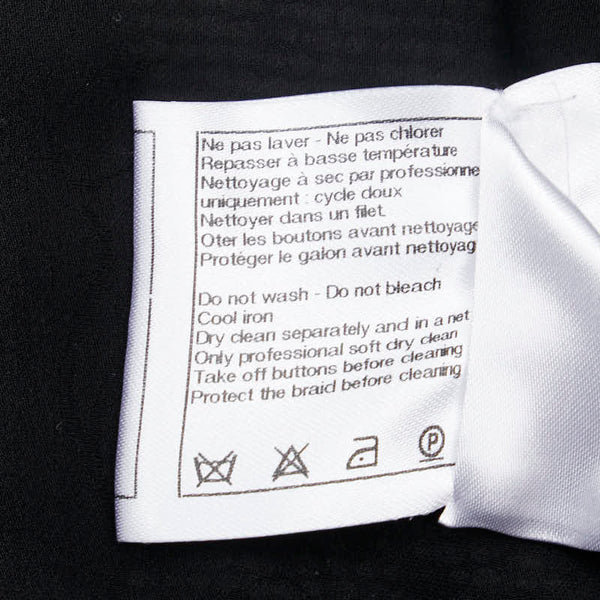 Ne pas laver - Ne pas chlorer
Repasser à basse température
Nettoyage à sec par professionne
uniquement : cycle doux
Nettoyer dans un filet.
Oter les boutons avant nettoyage
Protéger le galon avant nettoyag
Do not wash - Do not bleach
Cool iron
Dry clean separately and in a net
Only professional soft dry clean
Take off buttons before cleaning
Protect the braid before cleaning
P